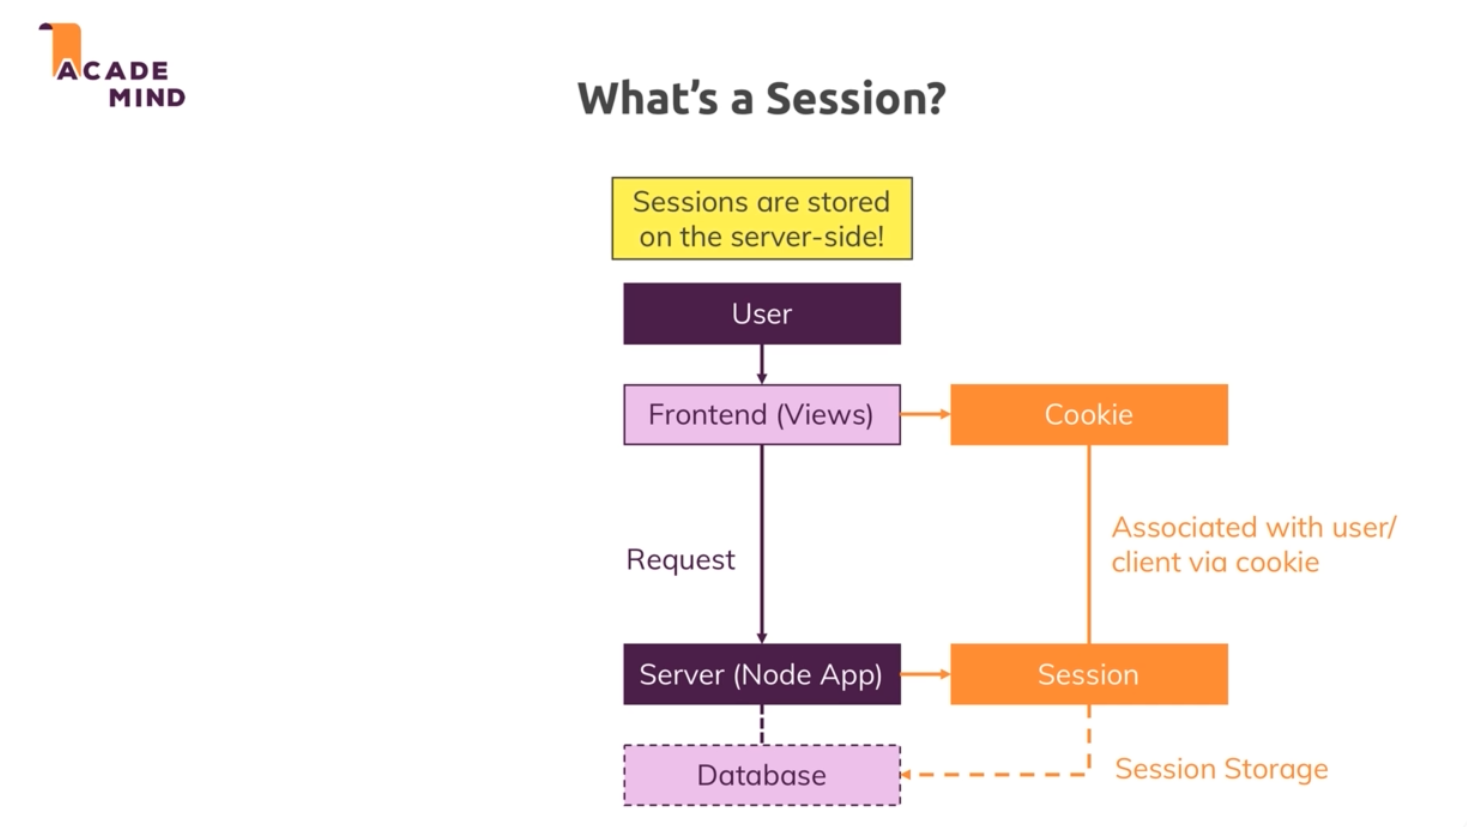 ACADE
MIND
What's a Session?
Sessions are stored
on the server-side!
User
Frontend (Views)
Cookie
Associated with user/
client via cookie
Request
Server (Node App)
Session
Database
Session Storage